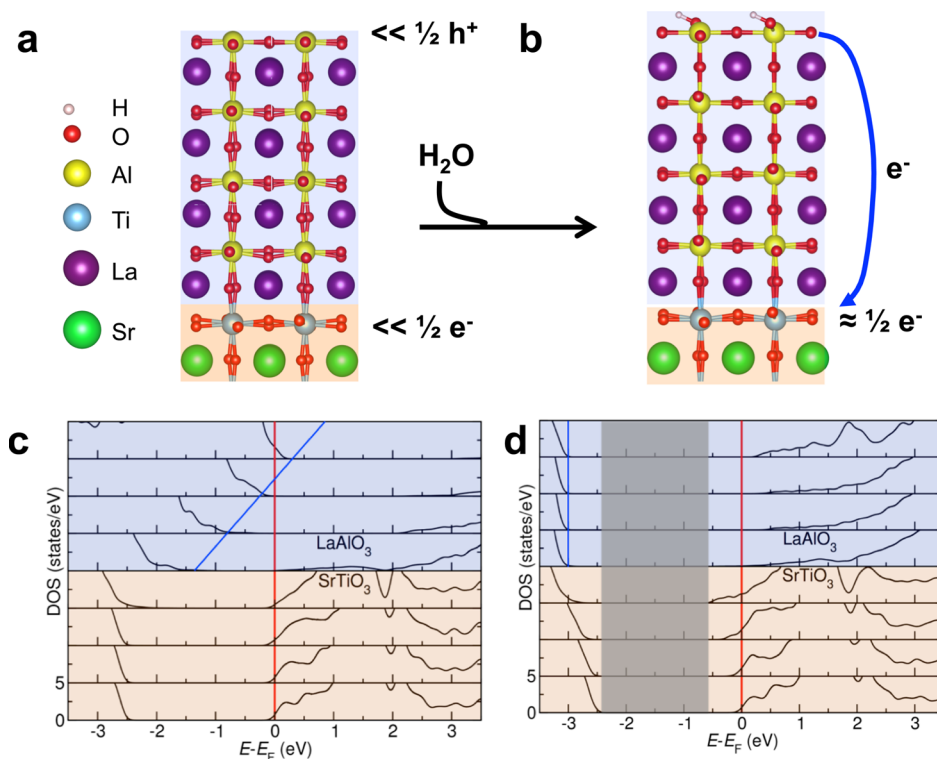 a
<< ½ h⁺
b
H
O
Al
Ti
La
Sr
H₂O
e⁻
<< ½ e⁻
≈ ½ e⁻
c
DOS (states/eV)
LaAlO₃
SrTiO₃
5
0
-3 -2 -1 0 1 2 3
E-E_F (eV)
d
DOS (states/eV)
LaAlO₃
SrTiO₃
5
0
-3 -2 -1 0 1 2 3
E-E_F (eV)